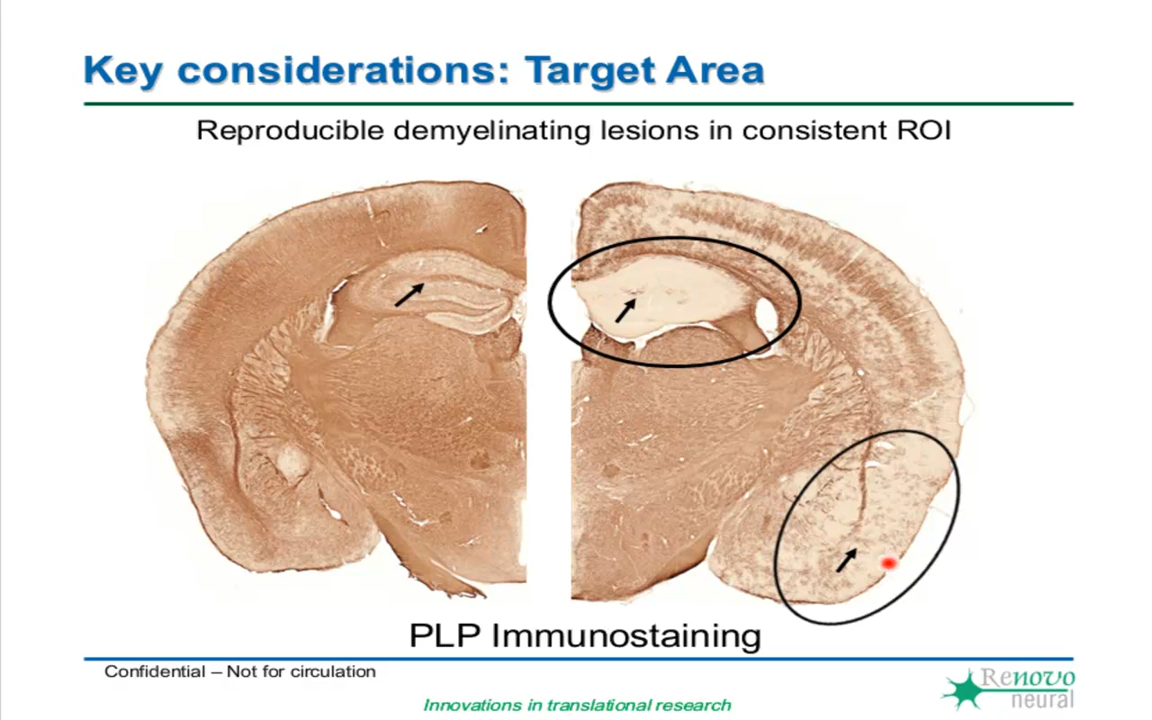 Key considerations: Target Area
Reproducible demyelinating lesions in consistent ROI
PLP Immunostaining
Confidential – Not for circulation
Innovations in translational research
Renovo
neural